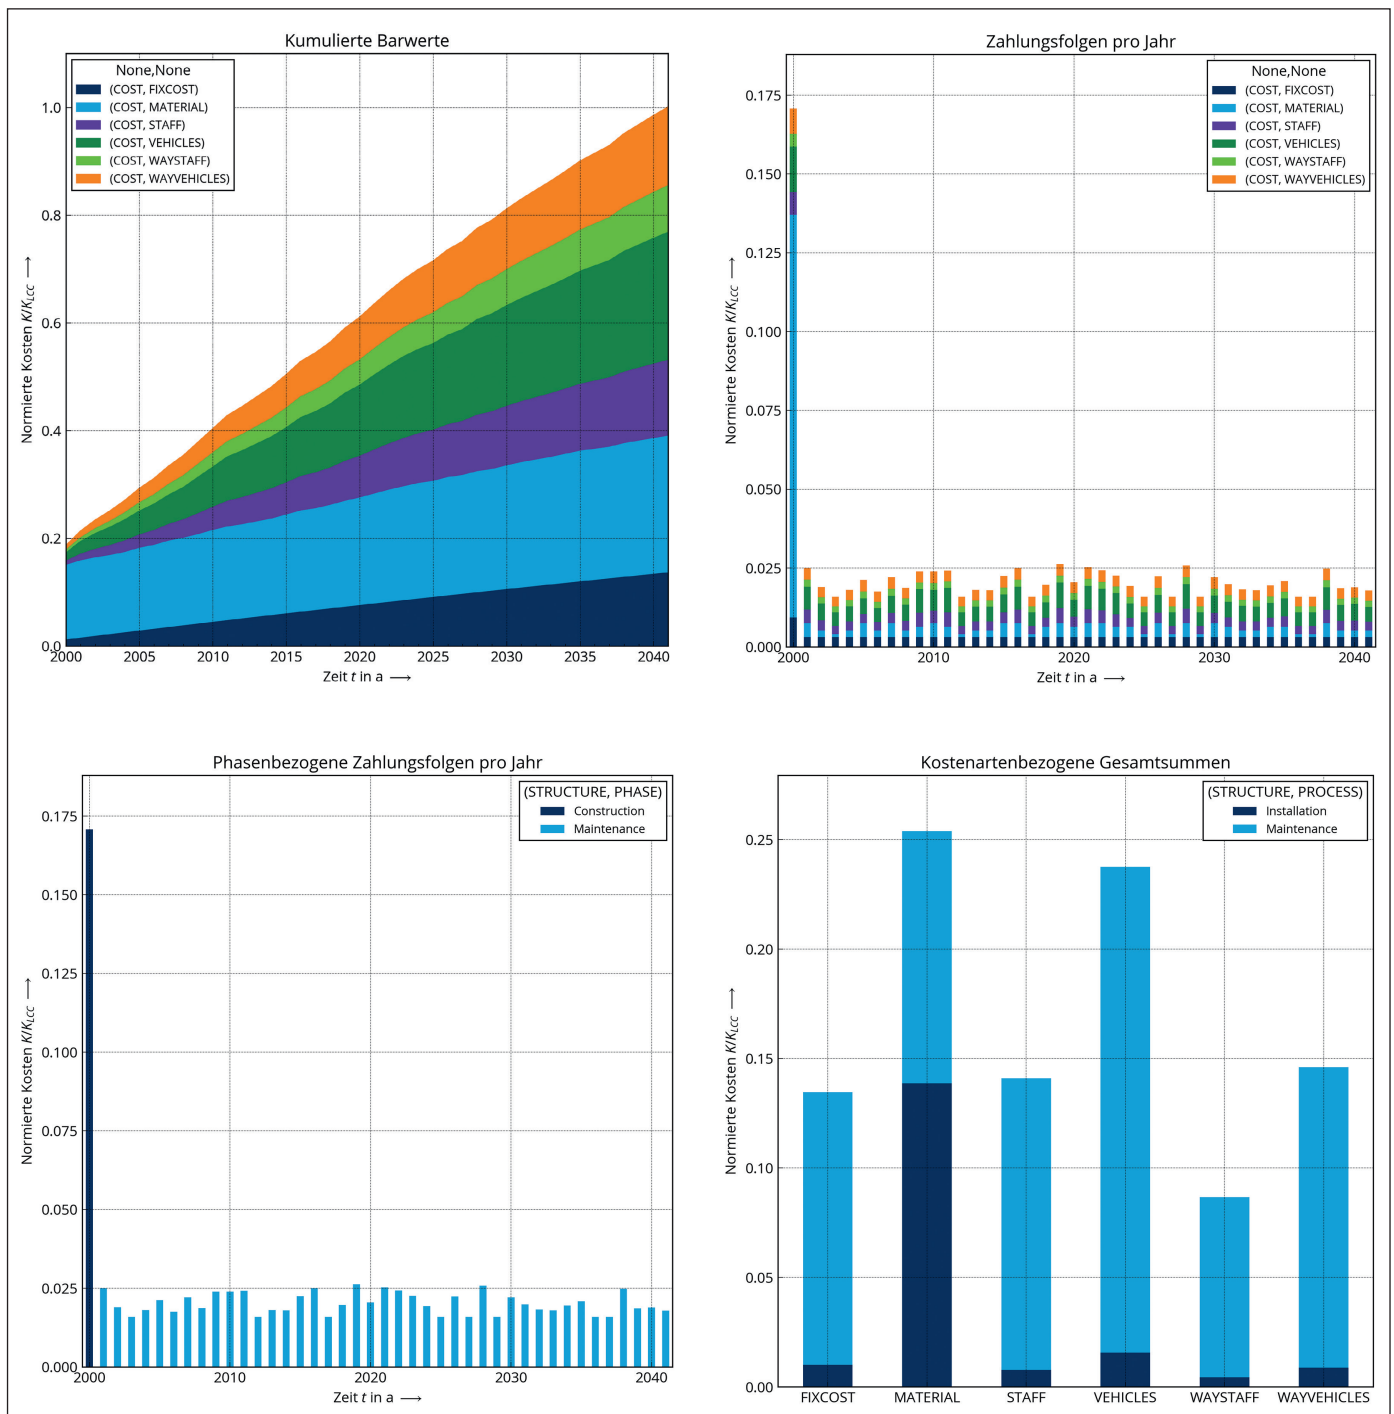 Kumulierte Barwerte
None,None
(COST, FIXCOST)
(COST, MATERIAL)
(COST, STAFF)
(COST, VEHICLES)
(COST, WAYSTAFF)
(COST, WAYVEHICLES)
1.0
0.8
0.6
0.4
0.2
0.0
Normierte Kosten K/K_LCC ⟶
2000 2005 2010 2015 2020 2025 2030 2035 2040
Zeit t in a ⟶
Zahlungsfolgen pro Jahr
None,None
(COST, FIXCOST)
(COST, MATERIAL)
(COST, STAFF)
(COST, VEHICLES)
(COST, WAYSTAFF)
(COST, WAYVEHICLES)
0.175
0.150
0.125
0.100
0.075
0.050
0.025
0.000
Normierte Kosten K/K_LCC ⟶
2000 2010 2020 2030 2040
Zeit t in a ⟶
Phasenbezogene Zahlungsfolgen pro Jahr
(STRUCTURE, PHASE)
Construction
Maintenance
0.175
0.150
0.125
0.100
0.075
0.050
0.025
0.000
Normierte Kosten K/K_LCC ⟶
2000 2010 2020 2030 2040
Zeit t in a ⟶
Kostenartenbezogene Gesamtsummen
(STRUCTURE, PROCESS)
Installation
Maintenance
0.25
0.20
0.15
0.10
0.05
0.00
Normierte Kosten K/K_LCC ⟶
FIXCOST MATERIAL STAFF VEHICLES WAYSTAFF WAYVEHICLES